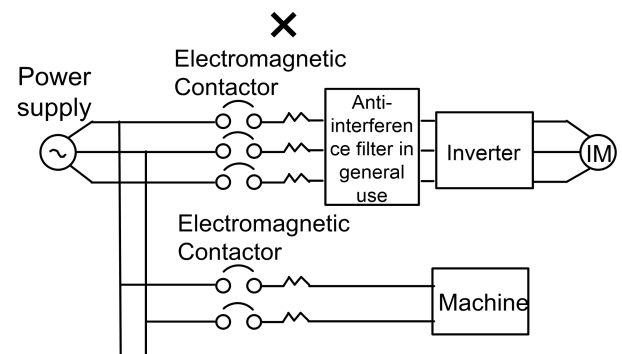 Electromagnetic
Contactor
Power
supply
Anti-
interferen
ce filter in
general
use
Inverter
IM
Electromagnetic
Contactor
Machine